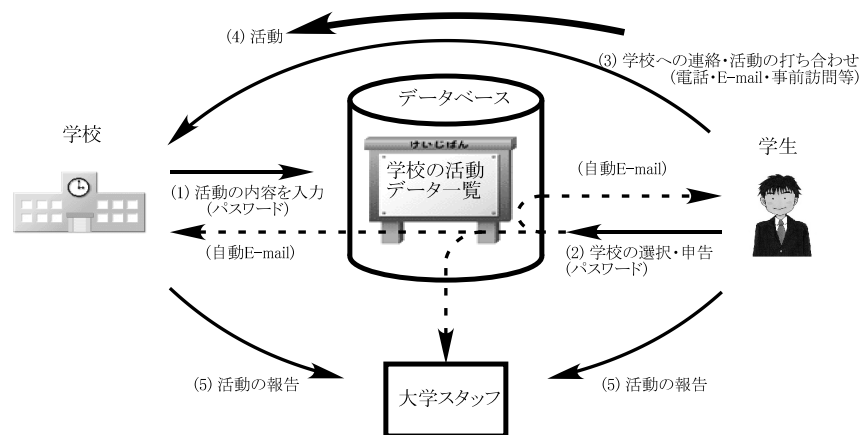 (4) 活動
(3) 学校への連絡・活動の打ち合わせ
(電話・E-mail・事前訪問等)
データベース
学校
学生
けいじばん
学校の活動
データ一覧
(自動E-mail)
(1) 活動の内容を入力
(パスワード)
(自動E-mail)
(2) 学校の選択・申告
(パスワード)
(5) 活動の報告
(5) 活動の報告
大学スタッフ